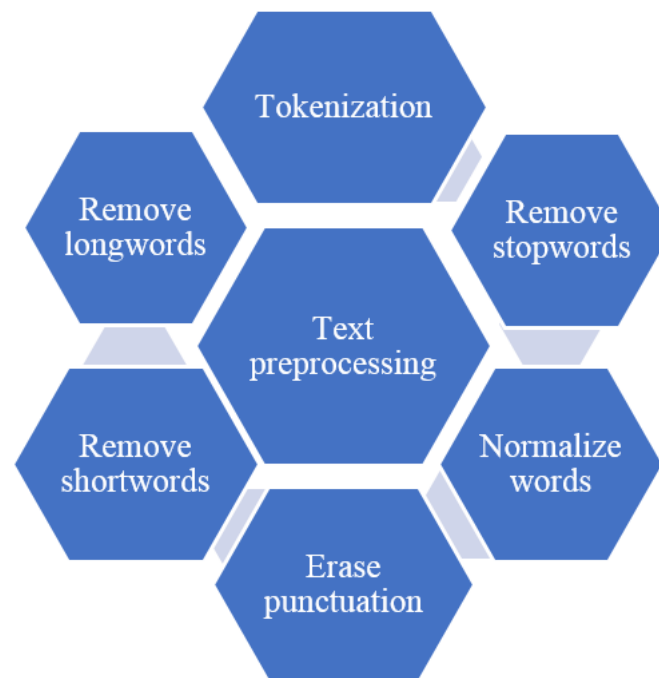 Tokenization
Remove
longwords
Remove
stopwords
Text
preprocessing
Remove
shortwords
Normalize
words
Erase
punctuation